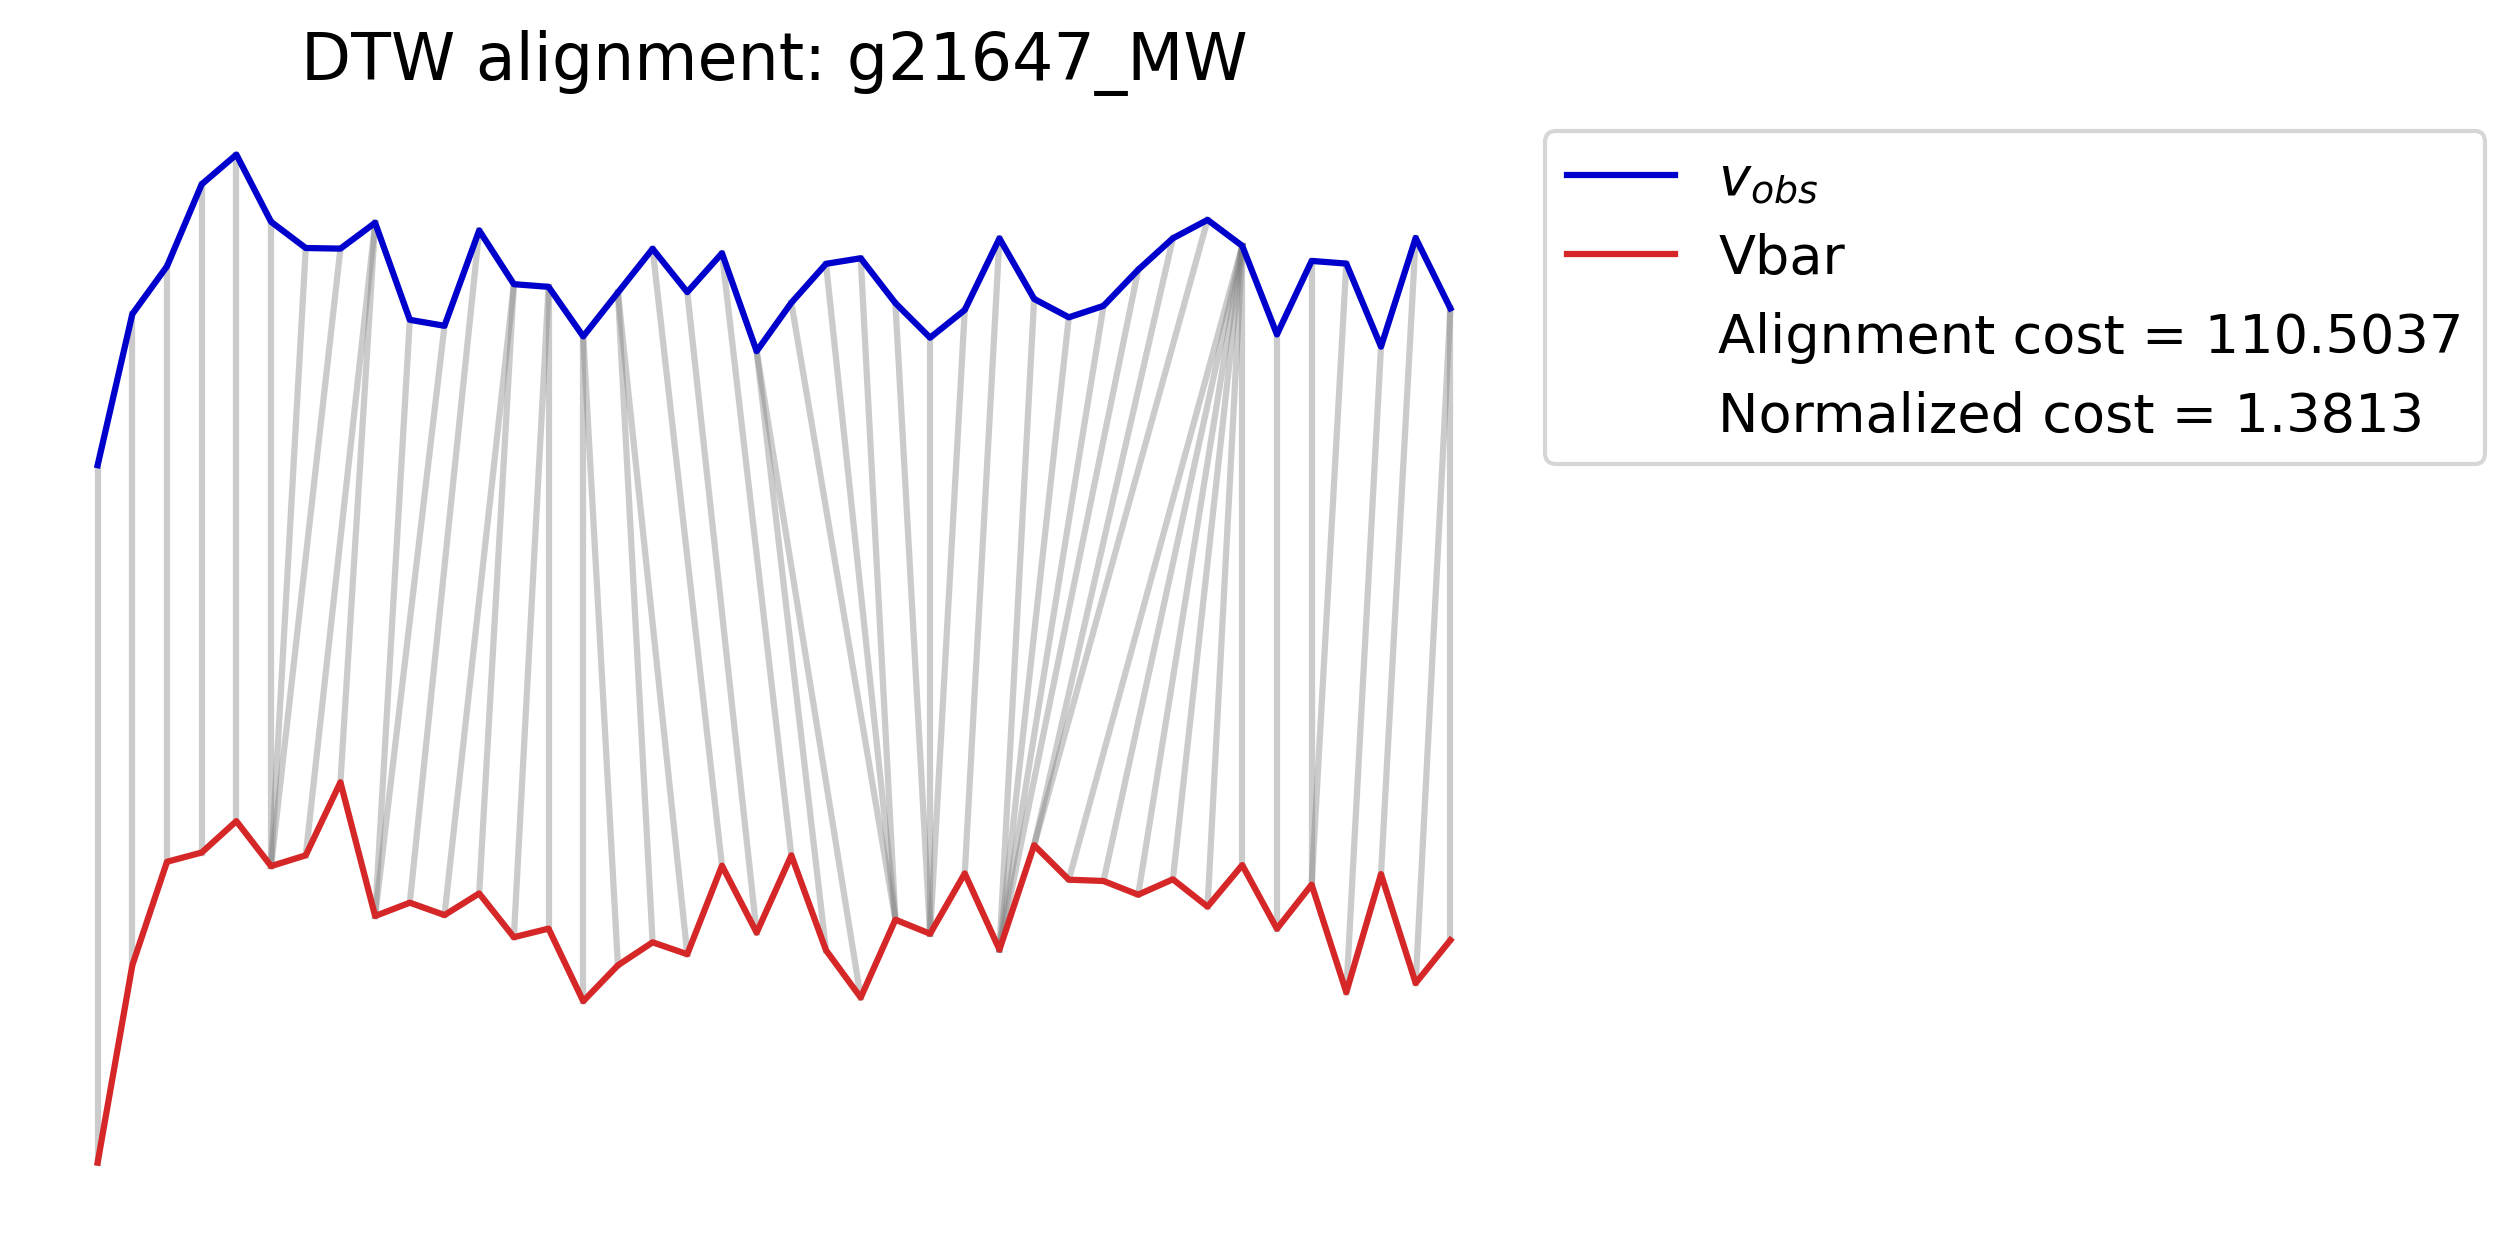 DTW alignment: g21647_MW
v_obs
Vbar
Alignment cost = 110.5037
Normalized cost = 1.3813